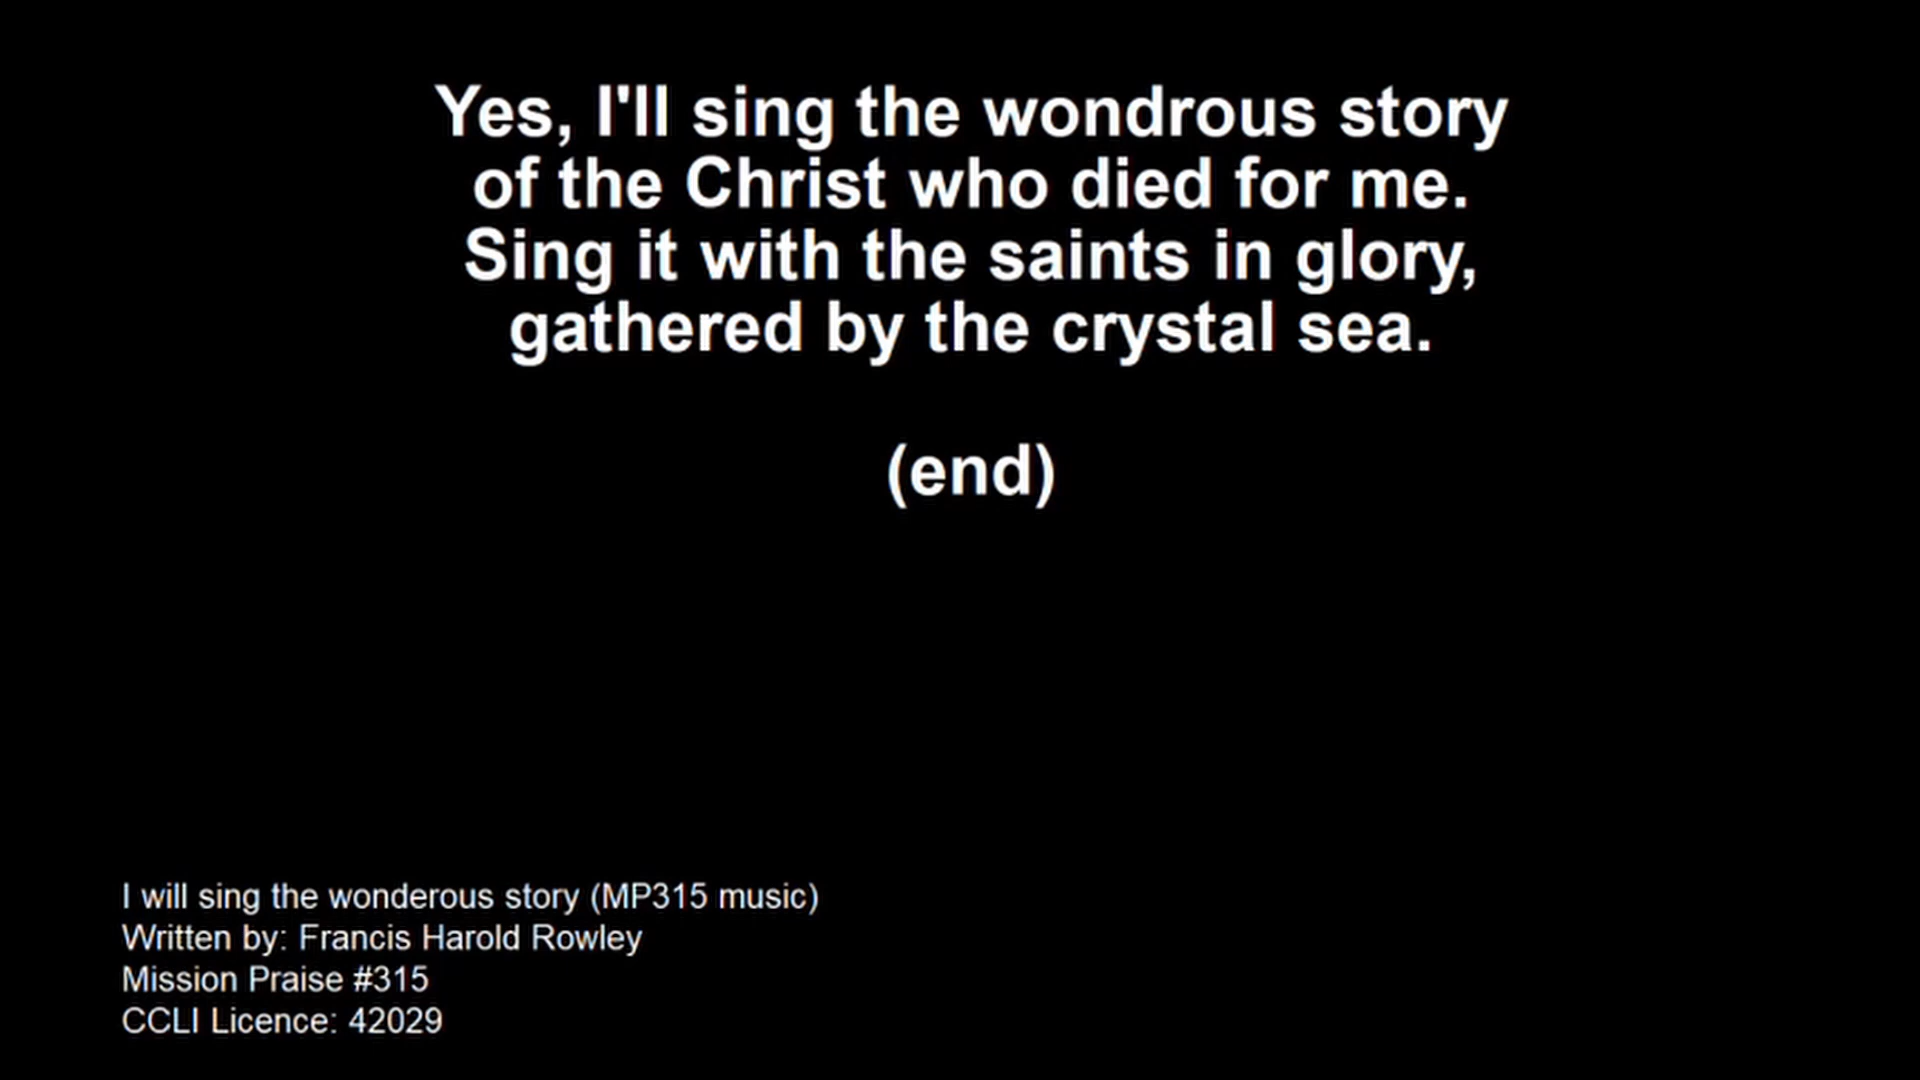 Yes, I'll sing the wondrous story
of the Christ who died for me.
Sing it with the saints in glory,
gathered by the crystal sea.
(end)
I will sing the wonderous story (MP315 music)
Written by: Francis Harold Rowley
Mission Praise #315
CCLI Licence: 42029